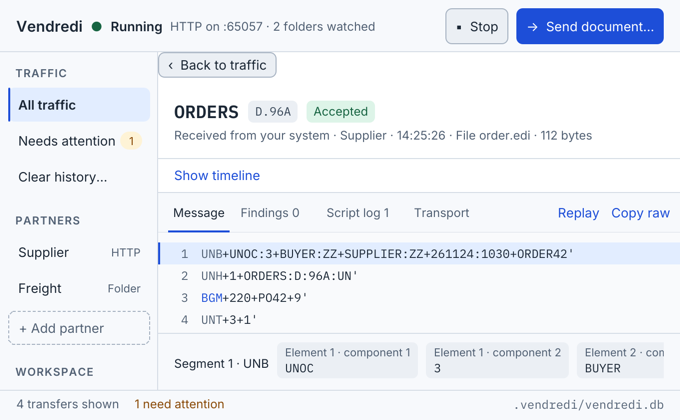 Vendredi Running HTTP on :65057 · 2 folders watched Stop → Send document...
TRAFFIC
All traffic
Needs attention 1
Clear history...
PARTNERS
Supplier HTTP
Freight Folder
+ Add partner
WORKSPACE
‹ Back to traffic
ORDERS D.96A Accepted
Received from your system · Supplier · 14:25:26 · File order.edi · 112 bytes
Show timeline
Message Findings 0 Script log 1 Transport Replay Copy raw
1 UNB+UNOC:3+BUYER:ZZ+SUPPLIER:ZZ+261124:1030+ORDER42'
2 UNH+1+ORDERS:D:96A:UN'
3 BGM+220+PO42+9'
4 UNT+3+1'
Segment 1 · UNB
Element 1 · component 1
UNOC
Element 1 · component 2
3
Element 2 · com
BUYER
4 transfers shown 1 need attention .vendredi/vendredi.db